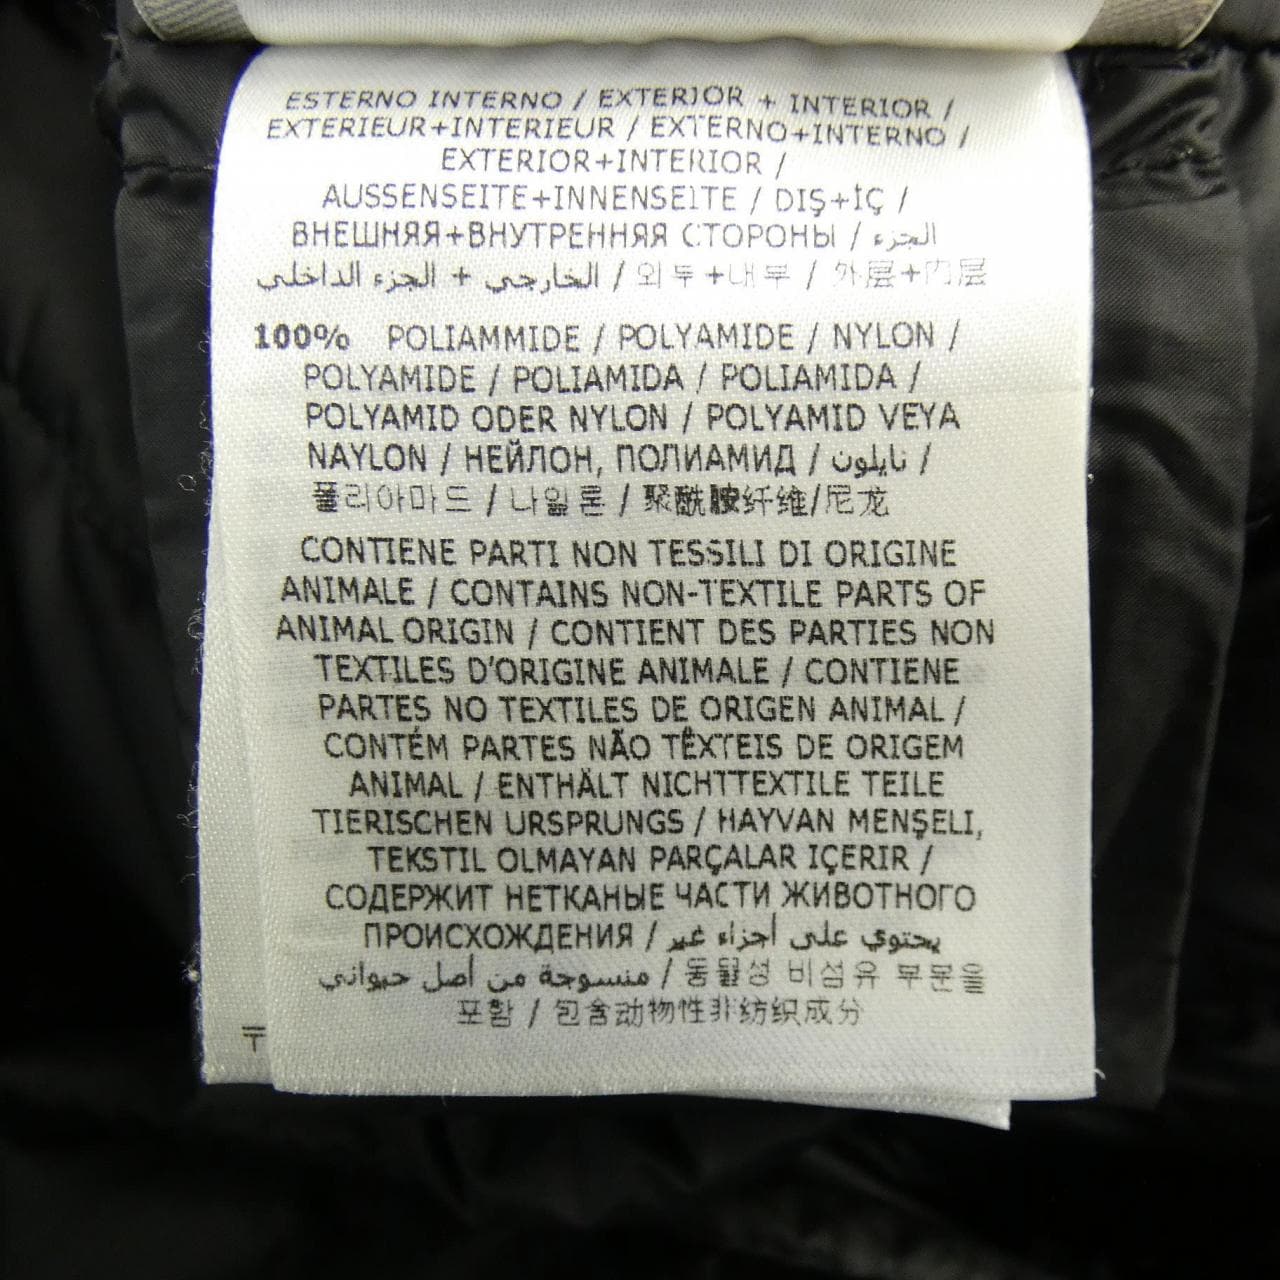 ESTERNO INTERNO / EXTERIOR + INTERIOR /
EXTERIEUR+INTERIEUR / EXTERNO+INTERNO /
EXTERIOR+INTERIOR /
AUSSENSEITE+INNENSEITE / DIŞ+İÇ /
ВНЕШНЯЯ+ВНУТРЕННЯЯ СТОРОНЫ / الجزء
الخارجي + الجزء الداخلي / 외부+내부 / 外层+内层
100% POLIAMMIDE / POLYAMIDE / NYLON /
POLYAMIDE / POLIAMIDA / POLIAMIDA /
POLYAMID ODER NYLON / POLYAMID VEYA
NAYLON / НЕЙЛОН, ПОЛИАМИД / نايلون /
폴리아마드 / 나일론 / 聚酰胺纤维/尼龙
CONTIENE PARTI NON TESSILI DI ORIGINE
ANIMALE / CONTAINS NON-TEXTILE PARTS OF
ANIMAL ORIGIN / CONTIENT DES PARTIES NON
TEXTILES D'ORIGINE ANIMALE / CONTIENE
PARTES NO TEXTILES DE ORIGEN ANIMAL /
CONTÉM PARTES NÃO TÊXTEIS DE ORIGEM
ANIMAL / ENTHÄLT NICHTTEXTILE TEILE
TIERISCHEN URSPRUNGS / HAYVAN MENŞELI,
TEKSTIL OLMAYAN PARÇALAR IÇERIR /
СОДЕРЖИТ НЕТКАНЫЕ ЧАСТИ ЖИВОТНОГО
ПРОИСХОЖДЕНИЯ / يحتوي على أجزاء غير
منسوجة من أصل حيواني / 동물성 비섬유 부분을
포함 / 包含动物性非纺织成分
〒